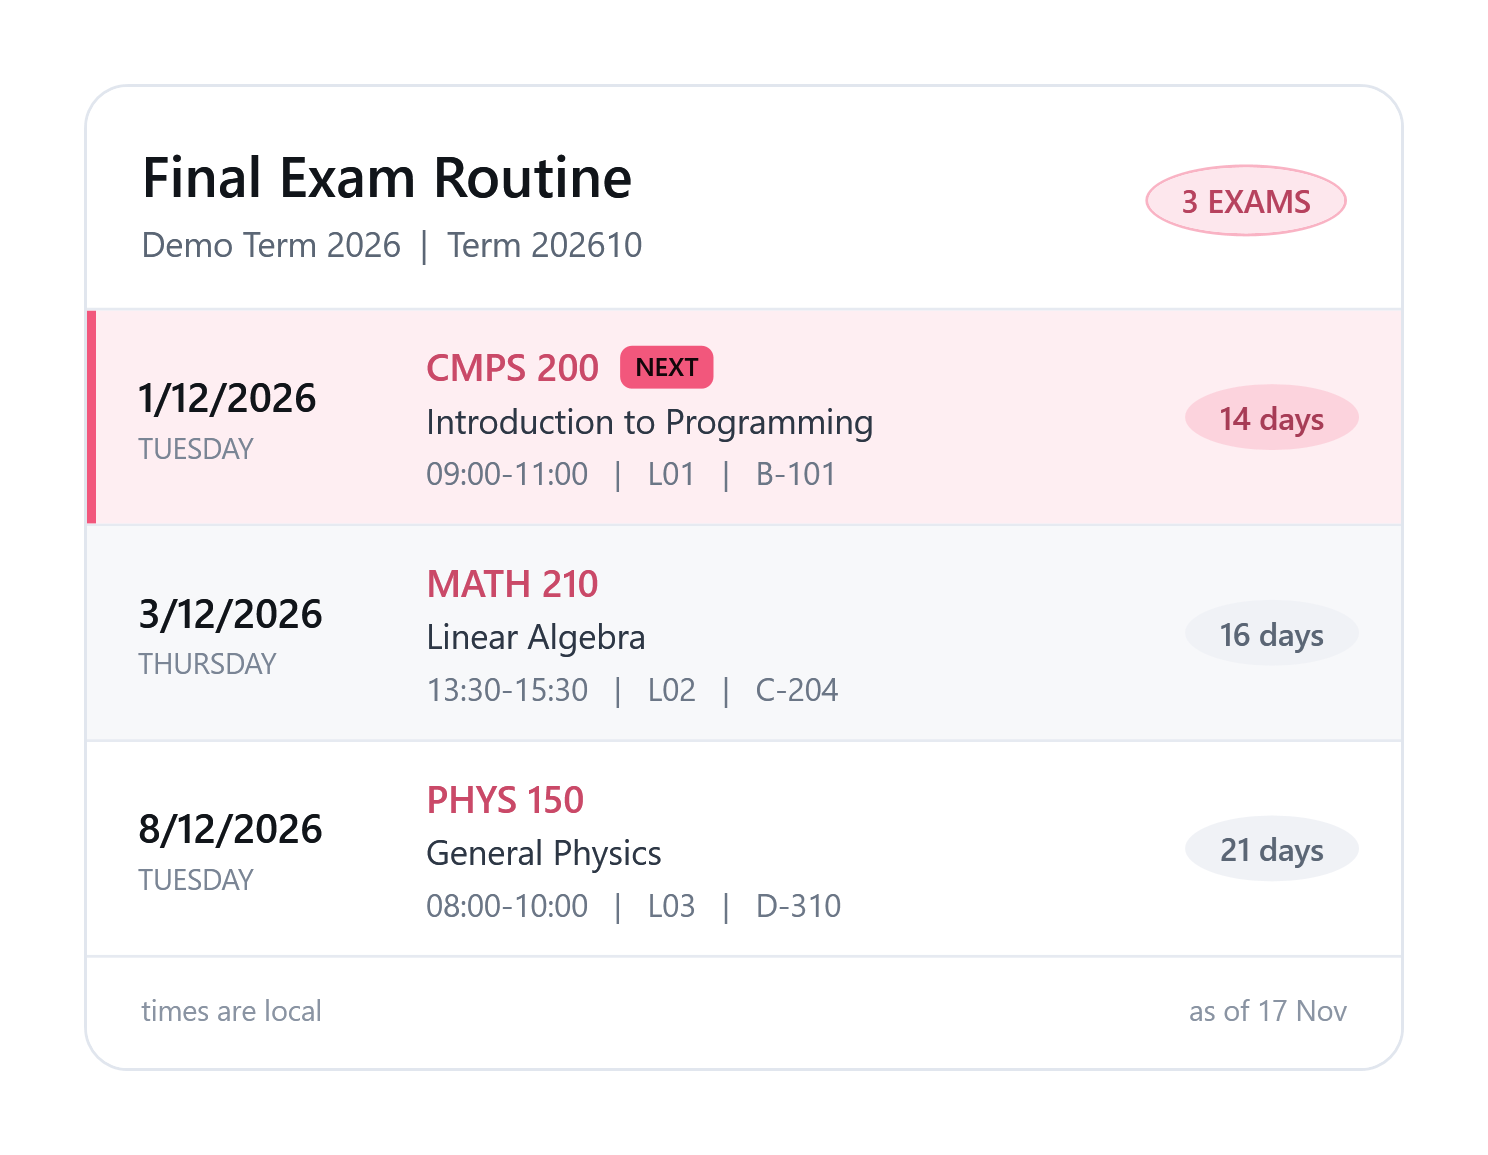 Final Exam Routine
Demo Term 2026 | Term 202610
3 EXAMS
1/12/2026
TUESDAY
CMPS 200 NEXT
Introduction to Programming
09:00-11:00 | L01 | B-101
14 days
3/12/2026
THURSDAY
MATH 210
Linear Algebra
13:30-15:30 | L02 | C-204
16 days
8/12/2026
TUESDAY
PHYS 150
General Physics
08:00-10:00 | L03 | D-310
21 days
times are local
as of 17 Nov